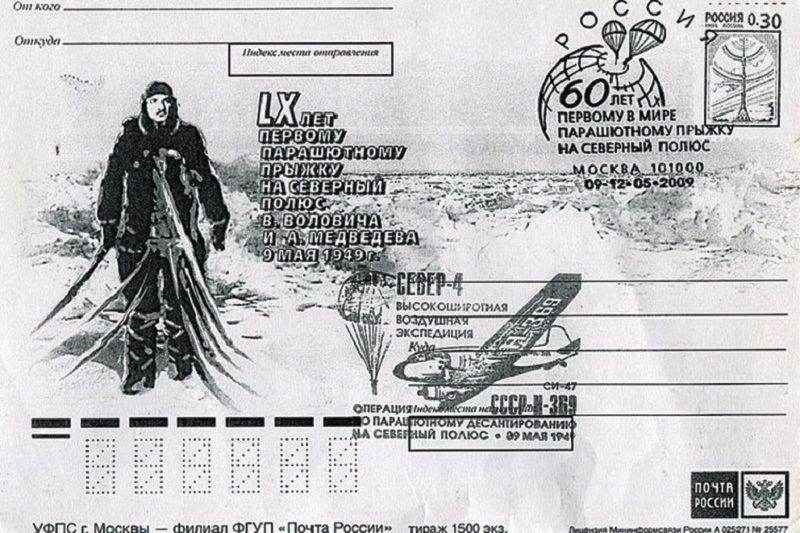 От кого
Откуда
Индекс места отправления
LX ЛЕТ
ПЕРВОМУ
ПАРАШЮТНОМУ
ПРЫЖКУ
НА СЕВЕРНЫЙ
ПОЛЮС
В. ВОЛОВИЧА
И А. МЕДВЕДЕВА
9 МАЯ 1949 Г.
РОССИЯ
60 ЛЕТ
ПЕРВОМУ В МИРЕ
ПАРАШЮТНОМУ ПРЫЖКУ
НА СЕВЕРНЫЙ ПОЛЮС
МОСКВА 101000
09-12•05•2009
РОССИЯ 0.30
СЕВЕР-4
ВЫСОКОШИРОТНАЯ
ВОЗДУШНАЯ
ЭКСПЕДИЦИЯ
Куда
СИ-47
СССР-Н-369
ОПЕРАЦИЯ
Индекс места
ПО ПАРАШЮТНОМУ ДЕСАНТИРОВАНИЮ
НА СЕВЕРНЫЙ ПОЛЮС • 09 МАЯ 1949
ПОЧТА
РОССИИ
УФПС г. Москвы — филиал ФГУП «Почта России»
тираж 1500 экз.
Лицензия Мининформсвязи России А 025271 № 25577